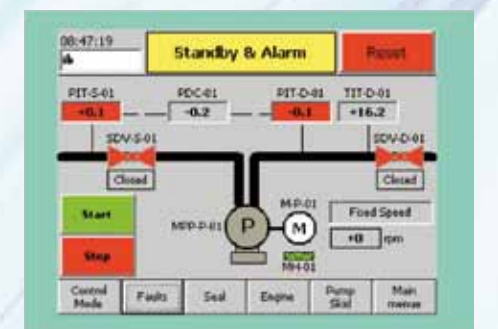 08:47:19
Standby & Alarm
Reset
PIT-S-01
PDC-01
PIT-D-01
TIT-D-01
+0.1
-0.2
-0.1
+16.2
SDV-S-01
SDV-D-01
Closed
Closed
Start
M-P-01
Fixed Speed
MPP-P-01
P
M
+0 rpm
Stop
MH-01
Control Mode
Faults
Seal
Engine
Pump Skid
Main menue